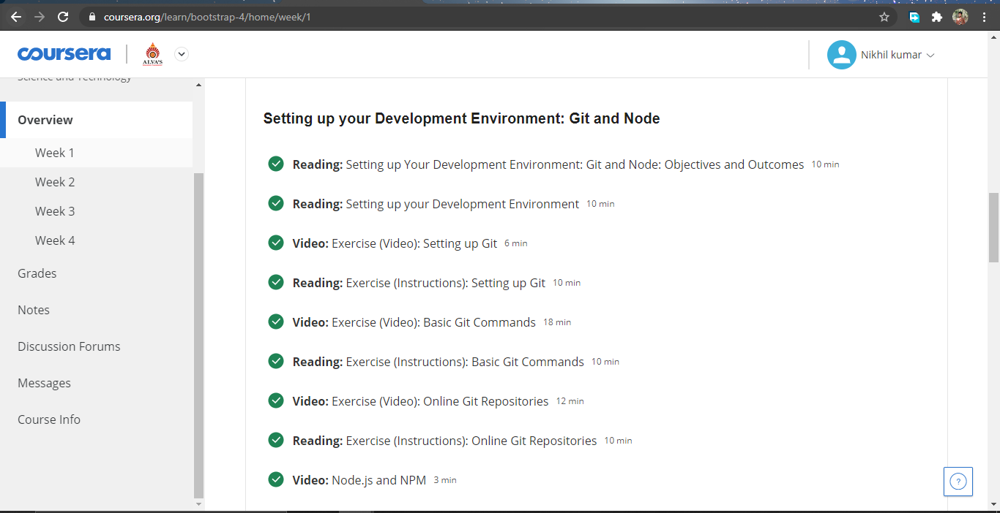 coursera.org/learn/bootstrap-4/home/week/1
coursera
ALVA'S
Nikhil kumar
Science and Technology
Overview
Week 1
Week 2
Week 3
Week 4
Grades
Notes
Discussion Forums
Messages
Course Info
Setting up your Development Environment: Git and Node
Reading: Setting up Your Development Environment: Git and Node: Objectives and Outcomes 10 min
Reading: Setting up your Development Environment 10 min
Video: Exercise (Video): Setting up Git 6 min
Reading: Exercise (Instructions): Setting up Git 10 min
Video: Exercise (Video): Basic Git Commands 18 min
Reading: Exercise (Instructions): Basic Git Commands 10 min
Video: Exercise (Video): Online Git Repositories 12 min
Reading: Exercise (Instructions): Online Git Repositories 10 min
Video: Node.js and NPM 3 min
?